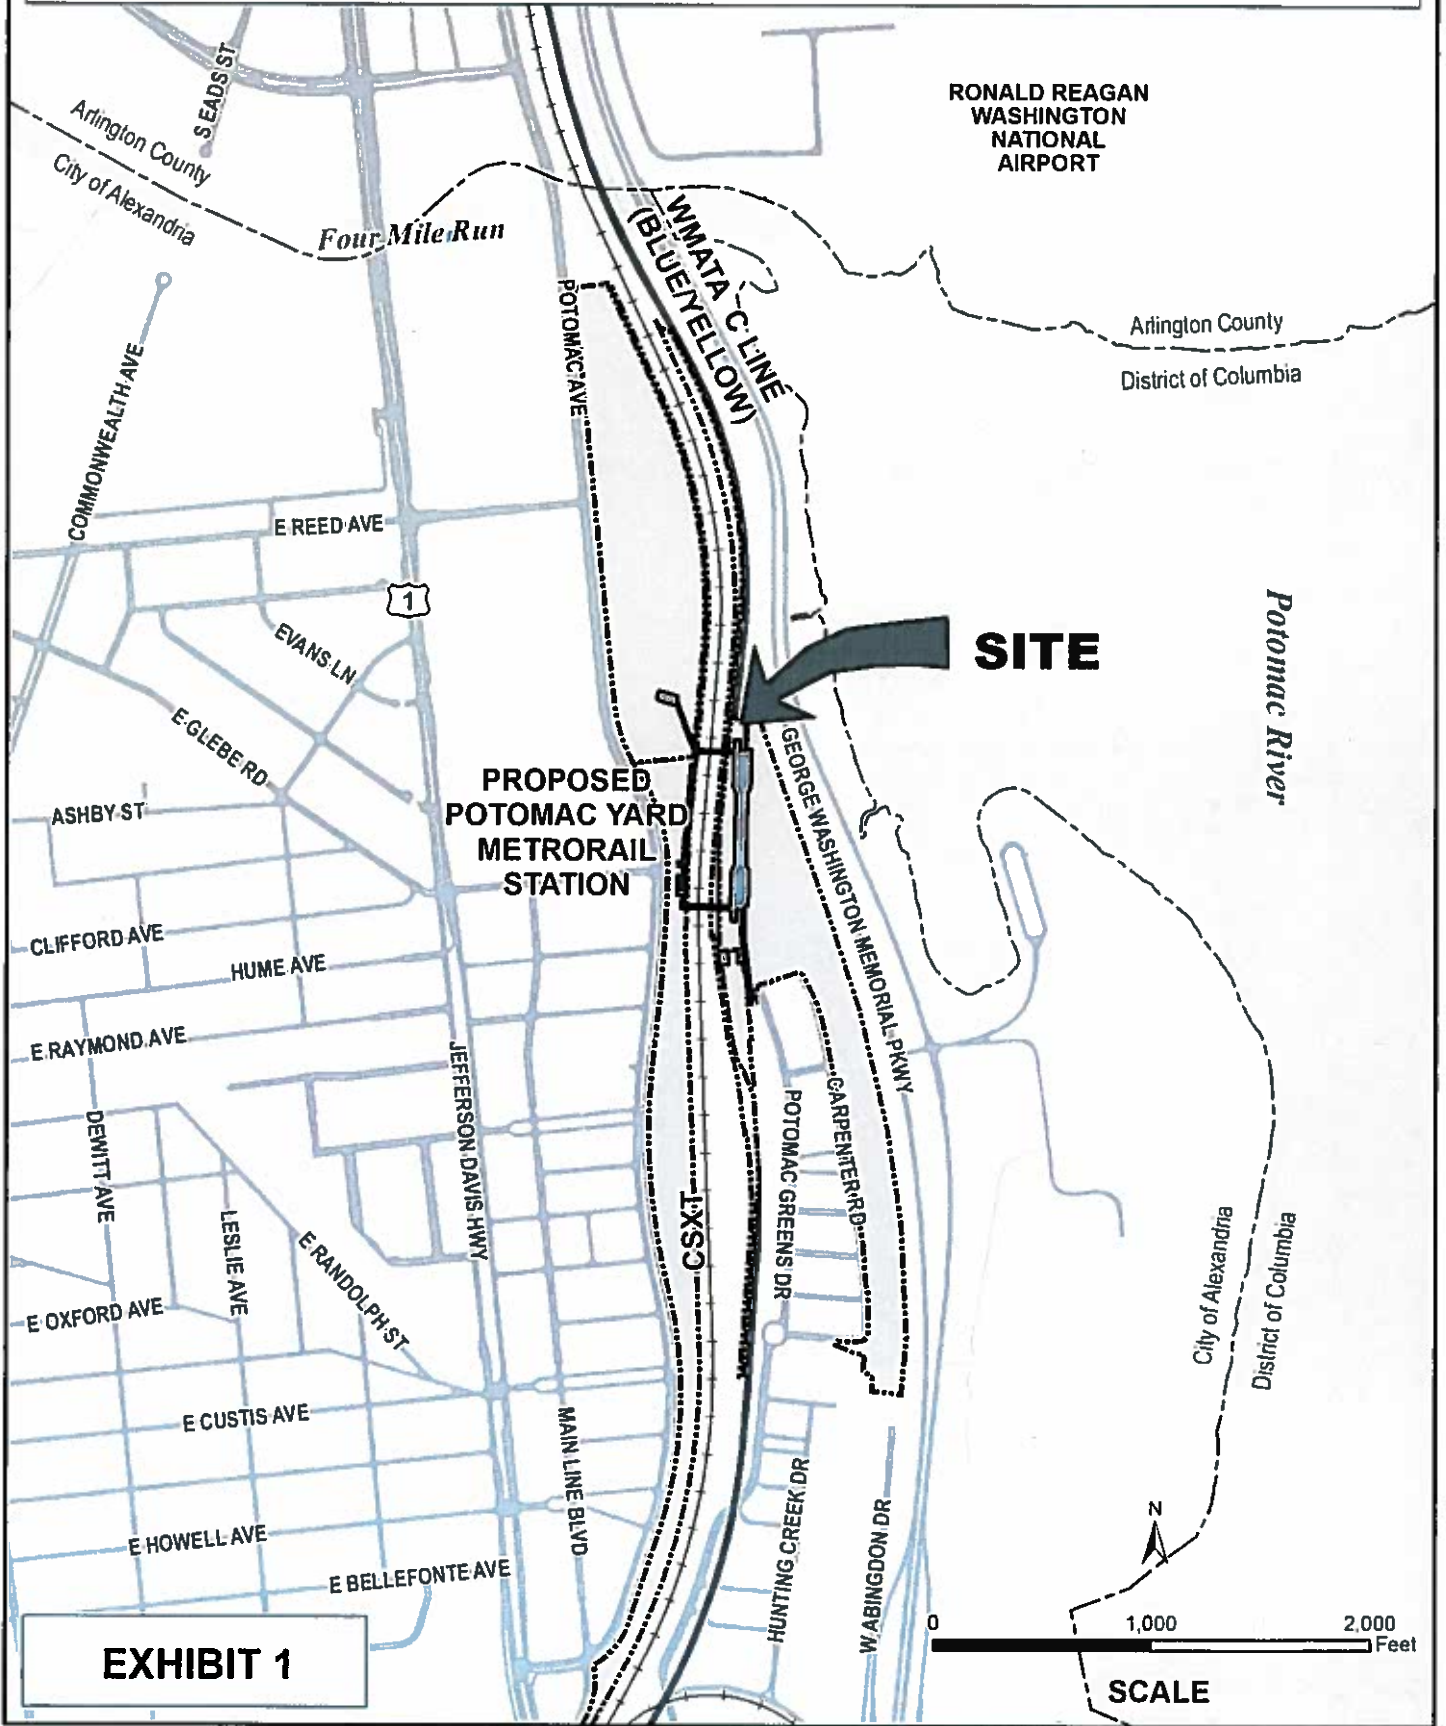 RONALD REAGAN
WASHINGTON
NATIONAL
AIRPORT
S EADS ST
Arlington County
City of Alexandria
Four Mile Run
WMATA C LINE
(BLUE/YELLOW)
POTOMAC AVE
Arlington County
District of Columbia
COMMONWEALTH AVE
E REED AVE
1
EVANS LN
E GLEBE RD
SITE
Potomac River
PROPOSED
POTOMAC YARD
METRORAIL
STATION
GEORGE WASHINGTON MEMORIAL PKWY
ASHBY ST
CLIFFORD AVE
HUME AVE
E RAYMOND AVE
JEFFERSON DAVIS HWY
DEWITT AVE
LESLIE AVE
E RANDOLPH ST
CSXT
POTOMAC GREENS DR
CARPENTER RD
City of Alexandria
District of Columbia
E OXFORD AVE
E CUSTIS AVE
MAIN LINE BLVD
E HOWELL AVE
E BELLEFONTE AVE
HUNTING CREEK DR
W ABINGDON DR
N
0 1,000 2,000
Feet
SCALE
EXHIBIT 1